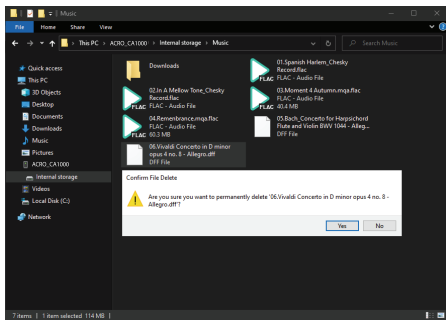 Music
File
Home
Share
View
This PC
ACRO_CA1000
Internal storage
Music
Search Music
Quick access
This PC
3D Objects
Desktop
Documents
Downloads
Music
Pictures
ACRO_CA1000
Internal storage
Videos
Local Disk (C:)
Network
Downloads
01.Spanish Harlem_Chesky
Record.flac
FLAC - Audio File
FLAC
02.In A Mellow Tone_Chesky
Record.flac
FLAC - Audio File
FLAC
03.Moment 4 Autumn.mqa.flac
FLAC - Audio File
40.4 MB
FLAC
04.Remenbrance.mqa.flac
FLAC - Audio File
60.3 MB
FLAC
05.Bach_Concerto for Harpsichord
Flute and Violin BWV 1044 - Alleg...
DFF File
06.Vivaldi Concerto in D minor
opus 4 no. 8 - Allegro.dff
DFF File
Confirm File Delete
Are you sure you want to permanently delete '06.Vivaldi Concerto in D minor opus 4 no. 8 -
Allegro.dff'?
Yes
No
7 items
1 item selected 114 MB